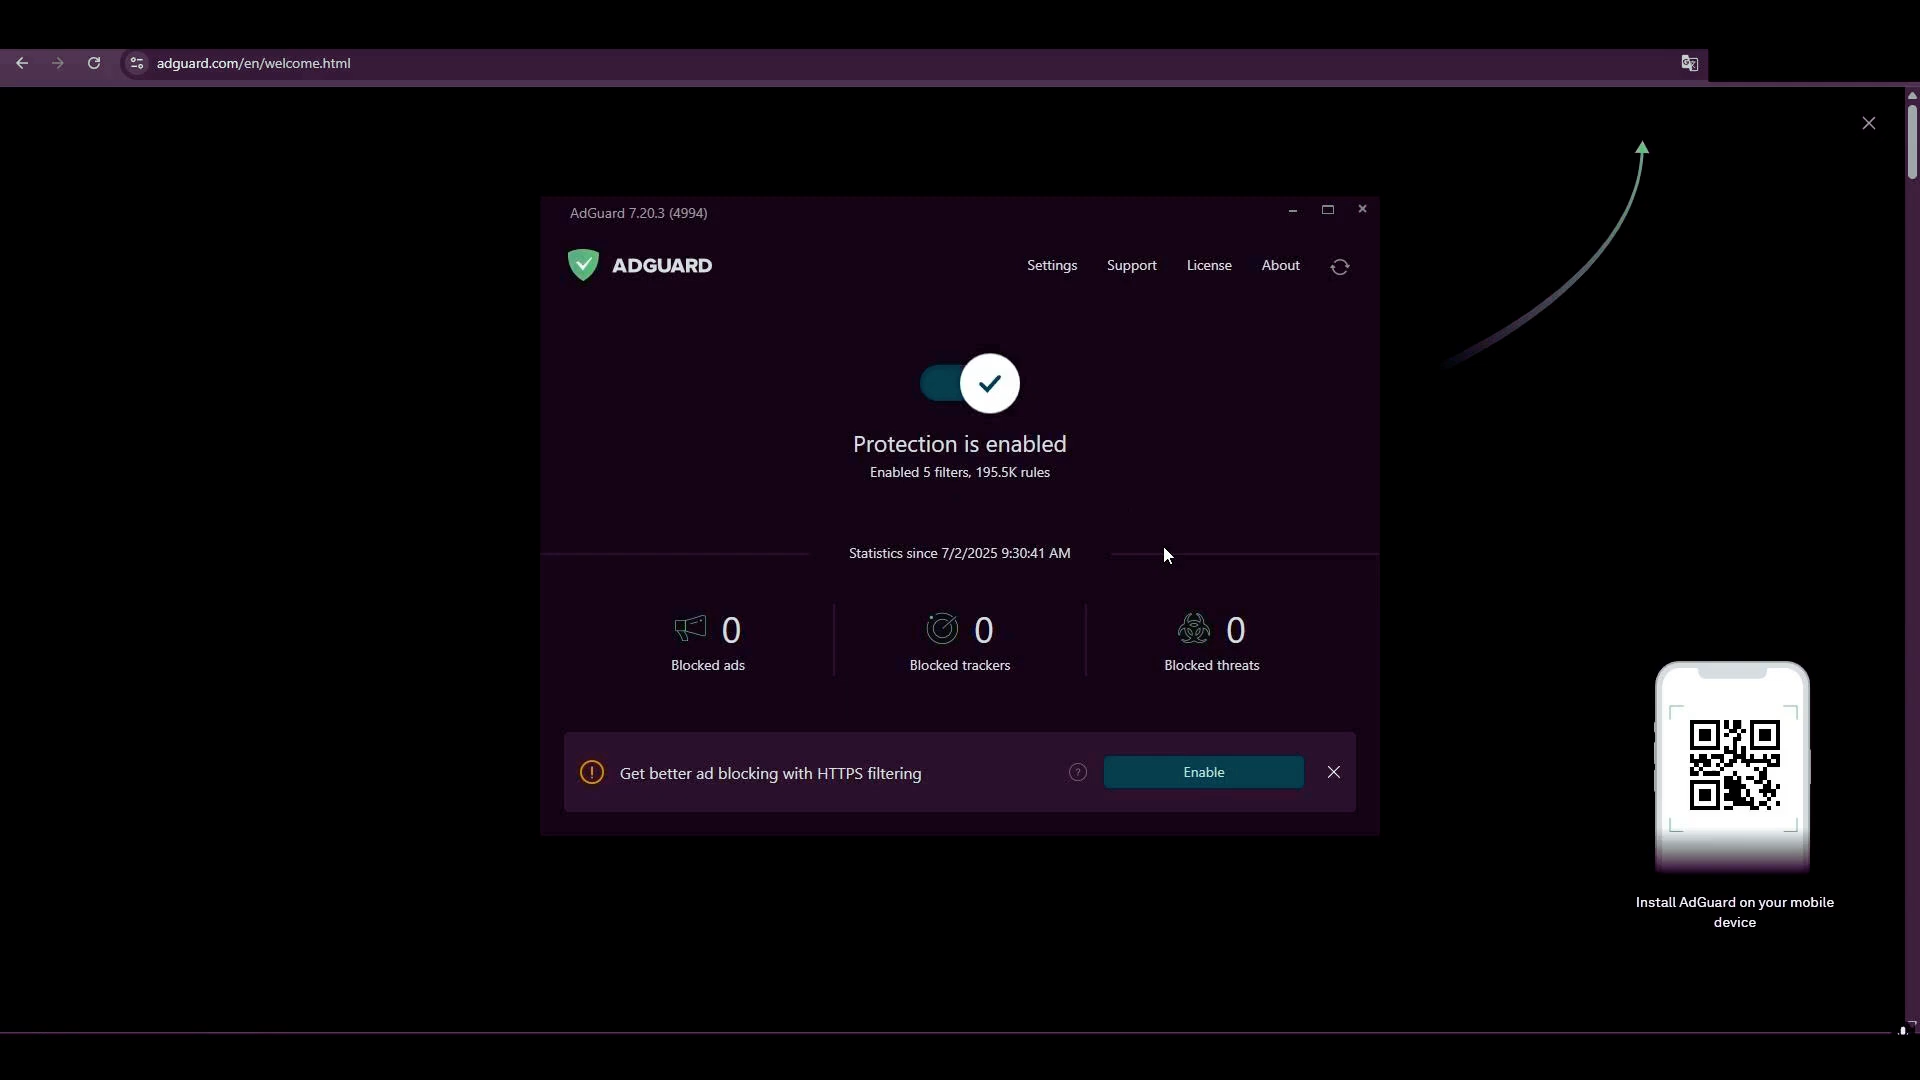 adguard.com/en/welcome.html
AdGuard 7.20.3 (4994)
ADGUARD
Settings Support License About
Protection is enabled
Enabled 5 filters, 195.5K rules
Statistics since 7/2/2025 9:30:41 AM
0 0 0
Blocked ads Blocked trackers Blocked threats
Get better ad blocking with HTTPS filtering ? Enable
Install AdGuard on your mobile
device